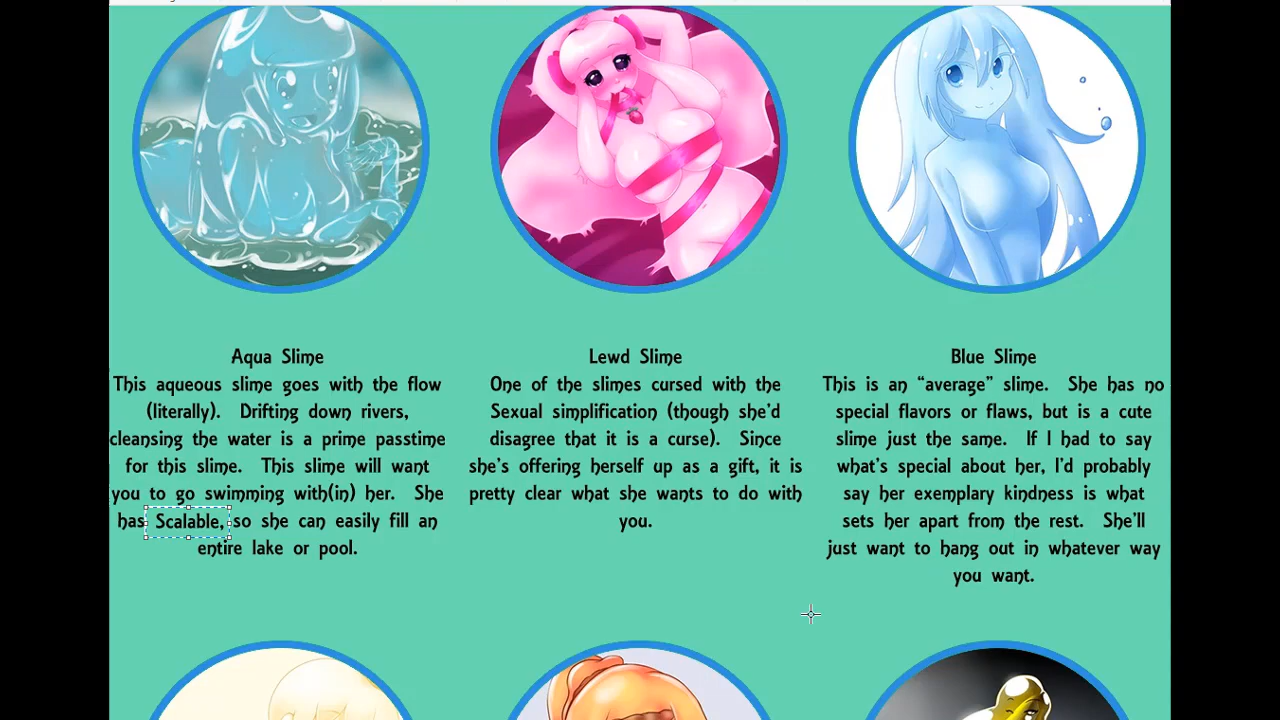 Aqua Slime
This aqueous slime goes with the flow
(literally). Drifting down rivers,
cleansing the water is a prime passtime
for this slime. This slime will want
you to go swimming with(in) her. She
has Scalable, so she can easily fill an
entire lake or pool.
Lewd Slime
One of the slimes cursed with the
Sexual simplification (though she'd
disagree that it is a curse). Since
she's offering herself up as a gift, it is
pretty clear what she wants to do with
you.
Blue Slime
This is an “average” slime. She has no
special flavors or flaws, but is a cute
slime just the same. If I had to say
what's special about her, I'd probably
say her exemplary kindness is what
sets her apart from the rest. She'll
just want to hang out in whatever way
you want.